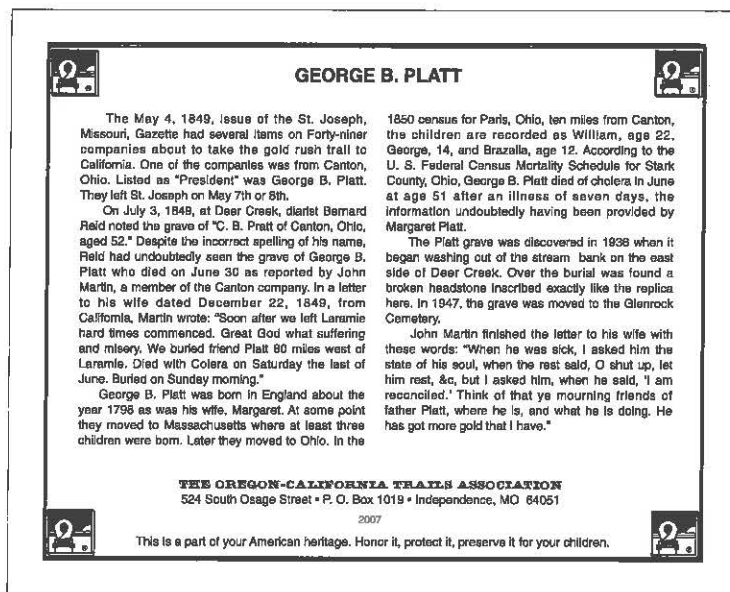 GEORGE B. PLATT
The May 4, 1849, issue of the St. Joseph,
Missouri, Gazette had several items on Forty-niner
companies about to take the gold rush trail to
California. One of the companies was from Canton,
Ohio. Listed as "President" was George B. Platt.
They left St. Joseph on May 7th or 8th.
On July 3, 1849, at Deer Creek, diarist Bernard
Reid noted the grave of "C. B. Pratt of Canton, Ohio,
aged 52." Despite the incorrect spelling of his name,
Reid had undoubtedly seen the grave of George B.
Platt who died on June 30 as reported by John
Martin, a member of the Canton company. In a letter
to his wife dated December 22, 1849, from
California, Martin wrote: "Soon after we left Laramie
hard times commenced. Great God what suffering
and misery. We buried friend Platt 80 miles west of
Laramie. Died with Colera on Saturday the last of
June. Buried on Sunday morning."
George B. Platt was born in England about the
year 1798 as was his wife, Margaret. At some point
they moved to Massachusetts where at least three
children were born. Later they moved to Ohio. In the
1850 census for Paris, Ohio, ten miles from Canton,
the children are recorded as William, age 22,
George, 14, and Brazalla, age 12. According to the
U. S. Federal Census Mortality Schedule for Stark
County, Ohio, George B. Platt died of cholera in June
at age 51 after an illness of seven days, the
information undoubtedly having been provided by
Margaret Platt.
The Platt grave was discovered in 1938 when it
began washing out of the stream bank on the east
side of Deer Creek. Over the burial was found a
broken headstone inscribed exactly like the replica
here. In 1947, the grave was moved to the Glenrock
Cemetery.
John Martin finished the letter to his wife with
these words: "When he was sick, I asked him the
state of his soul, when the rest said, O shut up, let
him rest, &c, but I asked him, when he said, 'I am
reconciled.' Think of that ye mourning friends of
father Platt, where he is, and what he is doing. He
has got more gold that I have."
THE OREGON-CALIFORNIA TRAILS ASSOCIATION
524 South Osage Street • P. O. Box 1019 • Independence, MO 64051
2007
This is a part of your American heritage. Honor it, protect it, preserve it for your children.